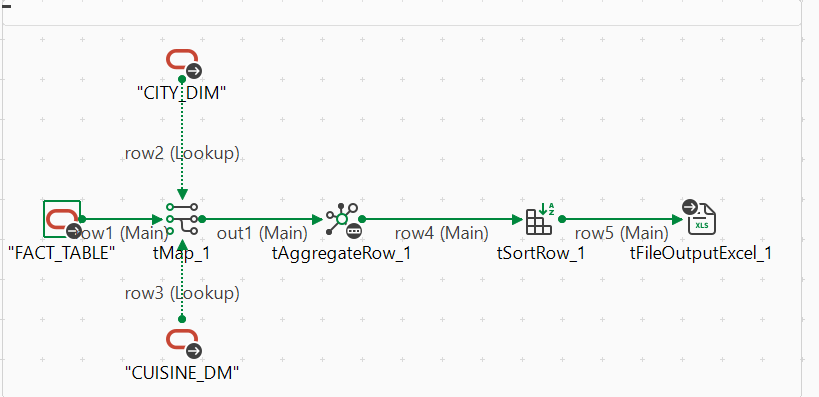 "CITY_DIM"
row2 (Lookup)
row1 (Main)
out1 (Main)
row4 (Main)
row5 (Main)
"FACT_TABLE"
tMap_1
tAggregateRow_1
tSortRow_1
tFileOutputExcel_1
A
Z
XLS
row3 (Lookup)
"CUISINE_DM"